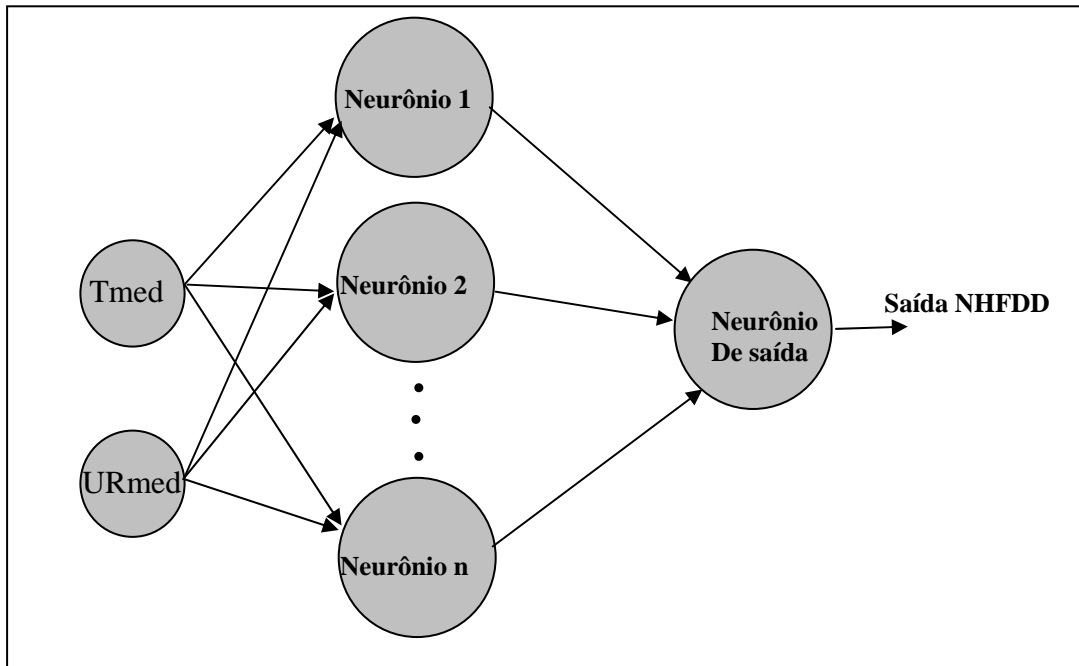 Neurônio 1
Tmed
Neurônio 2
URmed
Neurônio n
Neurônio
De saída
Saída NHFDD